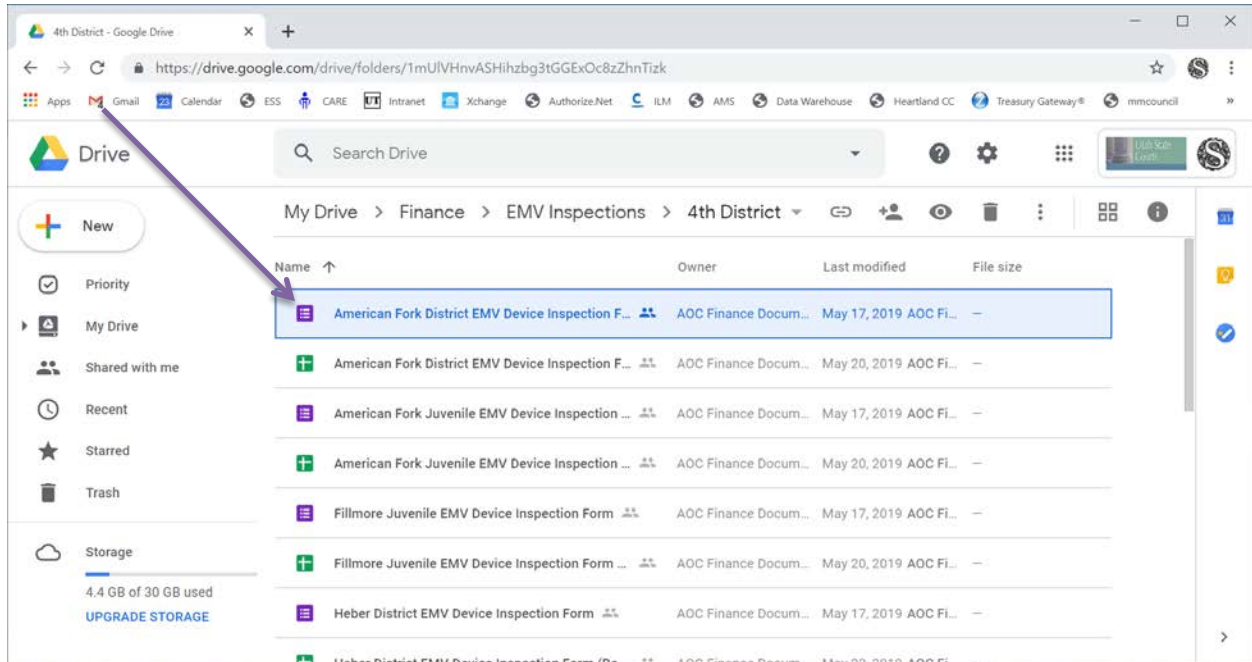 4th District - Google Drive
https://drive.google.com/drive/folders/1mUlVHnvASHihzbg3tGGExOc8zZhnTizk
Apps Gmail 23 Calendar ESS CARE UT Intranet Xchange Authorize.Net C ILM AMS Data Warehouse Heartland CC Treasury Gateway® mmcouncil »
Drive Search Drive
New
My Drive > Finance > EMV Inspections > 4th District
Name Owner Last modified File size
Priority
My Drive
Shared with me
Recent
Starred
Trash
Storage
4.4 GB of 30 GB used
UPGRADE STORAGE
American Fork District EMV Device Inspection F... AOC Finance Docum... May 17, 2019 AOC Fi... —
American Fork District EMV Device Inspection F... AOC Finance Docum... May 20, 2019 AOC Fi... —
American Fork Juvenile EMV Device Inspection ... AOC Finance Docum... May 17, 2019 AOC Fi... —
American Fork Juvenile EMV Device Inspection ... AOC Finance Docum... May 20, 2019 AOC Fi... —
Fillmore Juvenile EMV Device Inspection Form AOC Finance Docum... May 17, 2019 AOC Fi... —
Fillmore Juvenile EMV Device Inspection Form ... AOC Finance Docum... May 20, 2019 AOC Fi... —
Heber District EMV Device Inspection Form AOC Finance Docum... May 17, 2019 AOC Fi... —